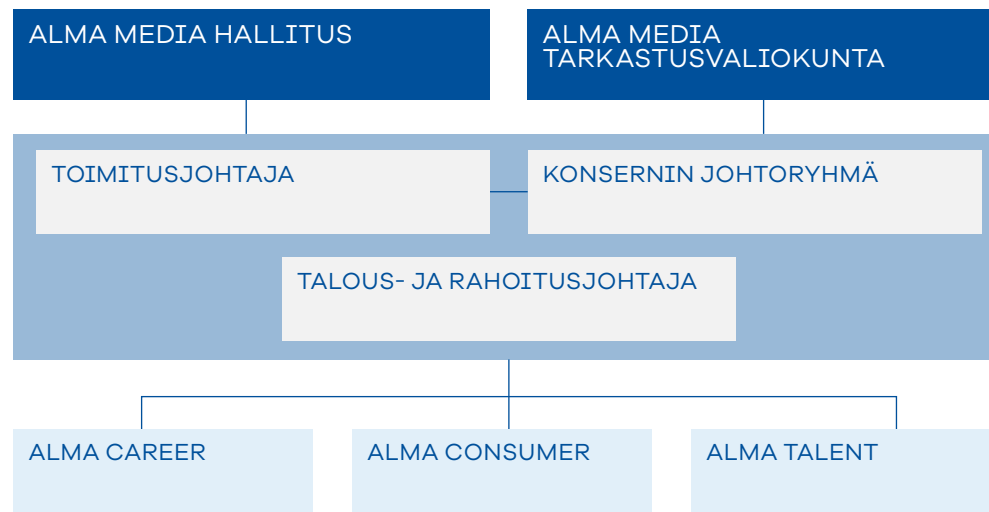 ALMA MEDIA HALLITUS
ALMA MEDIA
TARKASTUSVALIOKUNTA
TOIMITUSJOHTAJA
KONSERNIN JOHTORYHMÄ
TALOUS- JA RAHOITUSJOHTAJA
ALMA CAREER
ALMA CONSUMER
ALMA TALENT